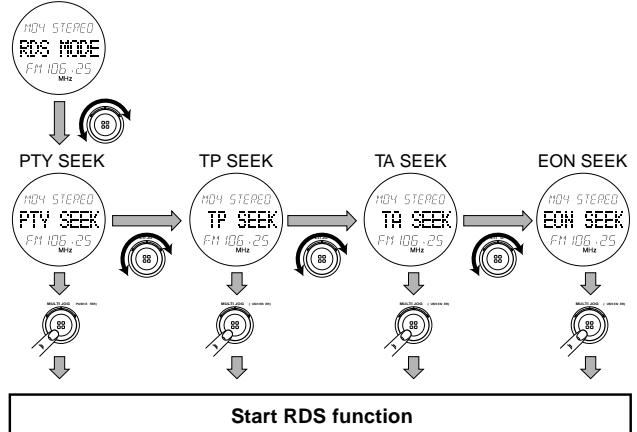 M04 STEREO
RDS MODE
FM 106.25
MHz
PTY SEEK
TP SEEK
TA SEEK
EON SEEK
M04 STEREO
PTY SEEK
FM 106.25
MHz
M04 STEREO
TP SEEK
FM 106.25
MHz
M04 STEREO
TA SEEK
FM 106.25
MHz
M04 STEREO
EON SEEK
FM 106.25
MHz
MULTI JOG
MULTI JOG
MULTI JOG
MULTI JOG
Start RDS function